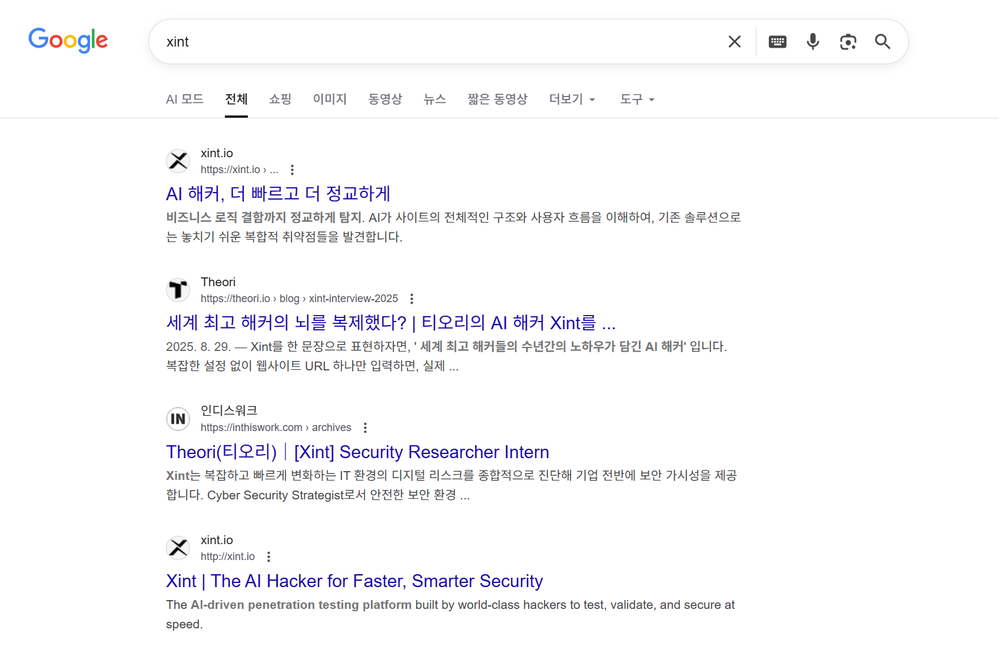 Google
xint
AI 모드 전체 쇼핑 이미지 동영상 뉴스 짧은 동영상 더보기 도구
xint.io
https://xint.io › ...
AI 해커, 더 빠르고 더 정교하게
비즈니스 로직 결함까지 정교하게 탐지. AI가 사이트의 전체적인 구조와 사용자 흐름을 이해하여, 기존 솔루션으로
는 놓치기 쉬운 복합적 취약점들을 발견합니다.
Theori
https://theori.io › blog › xint-interview-2025
세계 최고 해커의 뇌를 복제했다? | 티오리의 AI 해커 Xint를 ...
2025. 8. 29. — Xint를 한 문장으로 표현하자면, ' 세계 최고 해커들의 수년간의 노하우가 담긴 AI 해커' 입니다.
복잡한 설정 없이 웹사이트 URL 하나만 입력하면, 실제 ...
IN
인디스워크
https://inthiswork.com › archives
Theori(티오리)｜[Xint] Security Researcher Intern
Xint는 복잡하고 빠르게 변화하는 IT 환경의 디지털 리스크를 종합적으로 진단해 기업 전반에 보안 가시성을 제공
합니다. Cyber Security Strategist로서 안전한 보안 환경 ...
xint.io
http://xint.io
Xint | The AI Hacker for Faster, Smarter Security
The AI-driven penetration testing platform built by world-class hackers to test, validate, and secure at
speed.